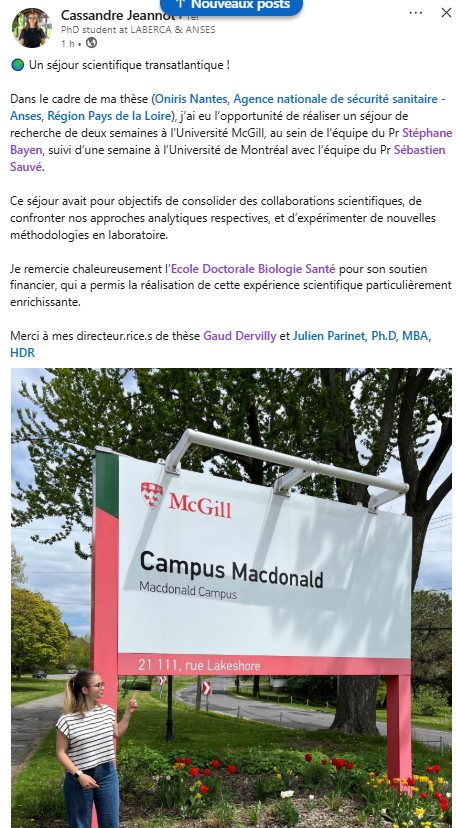 ↑ Nouveaux posts
Cassandre Jeannot • 1er
PhD student at LABERCA & ANSES
1 h •
Un séjour scientifique transatlantique !
Dans le cadre de ma thèse (Oniris Nantes, Agence nationale de sécurité sanitaire -
Anses, Région Pays de la Loire), j’ai eu l’opportunité de réaliser un séjour de
recherche de deux semaines à l’Université McGill, au sein de l’équipe du Pr Stéphane
Bayen, suivi d’une semaine à l’Université de Montréal avec l’équipe du Pr Sébastien
Sauvé.
Ce séjour avait pour objectifs de consolider des collaborations scientifiques, de
confronter nos approches analytiques respectives, et d’expérimenter de nouvelles
méthodologies en laboratoire.
Je remercie chaleureusement l’Ecole Doctorale Biologie Santé pour son soutien
financier, qui a permis la réalisation de cette expérience scientifique particulièrement
enrichissante.
Merci à mes directeur.rice.s de thèse Gaud Dervilly et Julien Parinet, Ph.D, MBA,
HDR
McGill
Campus Macdonald
Macdonald Campus
21 111, rue Lakeshore